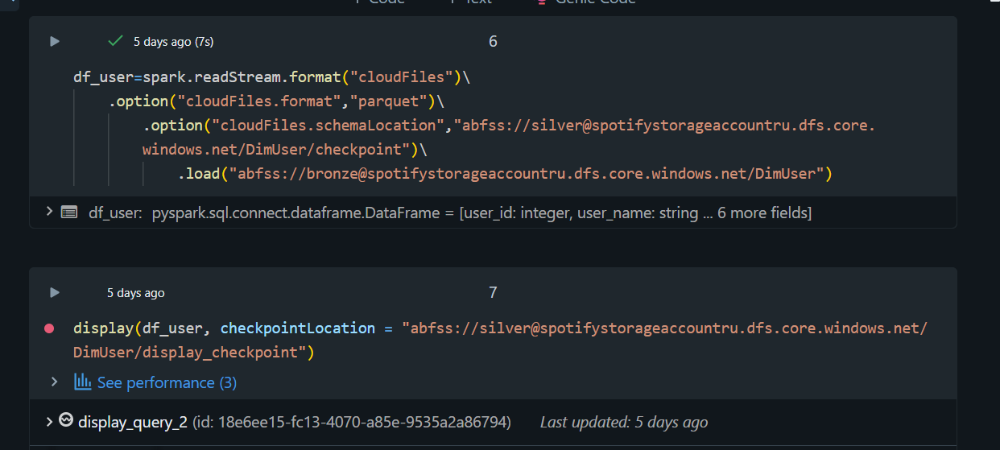 Code
Text
Genie Code
5 days ago (7s)
6
df_user=spark.readStream.format("cloudFiles")\
.option("cloudFiles.format","parquet")\
.option("cloudFiles.schemaLocation","abfss://silver@spotifystorageaccountru.dfs.core.
windows.net/DimUser/checkpoint")\
.load("abfss://bronze@spotifystorageaccountru.dfs.core.windows.net/DimUser")
df_user: pyspark.sql.connect.dataframe.DataFrame = [user_id: integer, user_name: string ... 6 more fields]
5 days ago
7
display(df_user, checkpointLocation = "abfss://silver@spotifystorageaccountru.dfs.core.windows.net/
DimUser/display_checkpoint")
See performance (3)
display_query_2 (id: 18e6ee15-fc13-4070-a85e-9535a2a86794) Last updated: 5 days ago